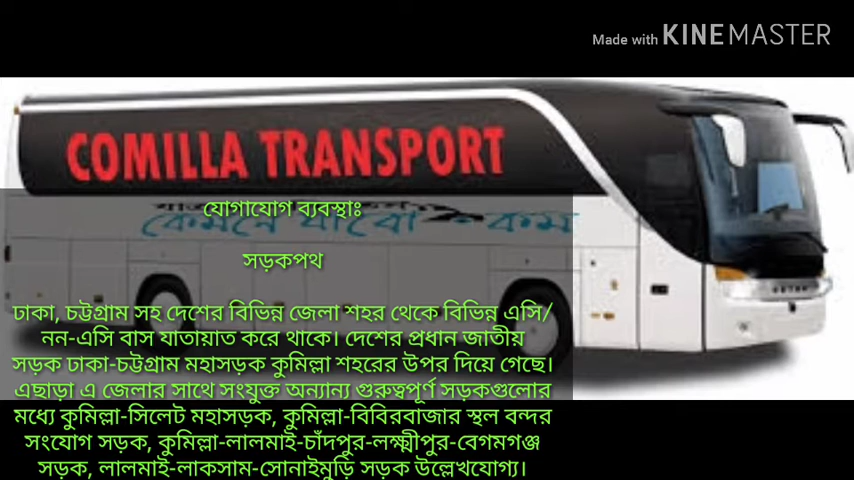 Made with KINEMASTER
COMILLA TRANSPORT
যোগাযোগ ব্যবস্থাঃ
কেমনে যাবো কম
সড়কপথ
ঢাকা, চট্টগ্রাম সহ দেশের বিভিন্ন জেলা শহর থেকে বিভিন্ন এসি/
নন-এসি বাস যাতায়াত করে থাকে। দেশের প্রধান জাতীয়
সড়ক ঢাকা-চট্টগ্রাম মহাসড়ক কুমিল্লা শহরের উপর দিয়ে গেছে।
এছাড়া এ জেলার সাথে সংযুক্ত অন্যান্য গুরুত্বপূর্ণ সড়কগুলোর
মধ্যে কুমিল্লা-সিলেট মহাসড়ক, কুমিল্লা-বিবিরবাজার স্থল বন্দর
সংযোগ সড়ক, কুমিল্লা-লালমাই-চাঁদপুর-লক্ষ্মীপুর-বেগমগঞ্জ
সড়ক, লালমাই-লাকসাম-সোনাইমুড়ি সড়ক উল্লেখযোগ্য।